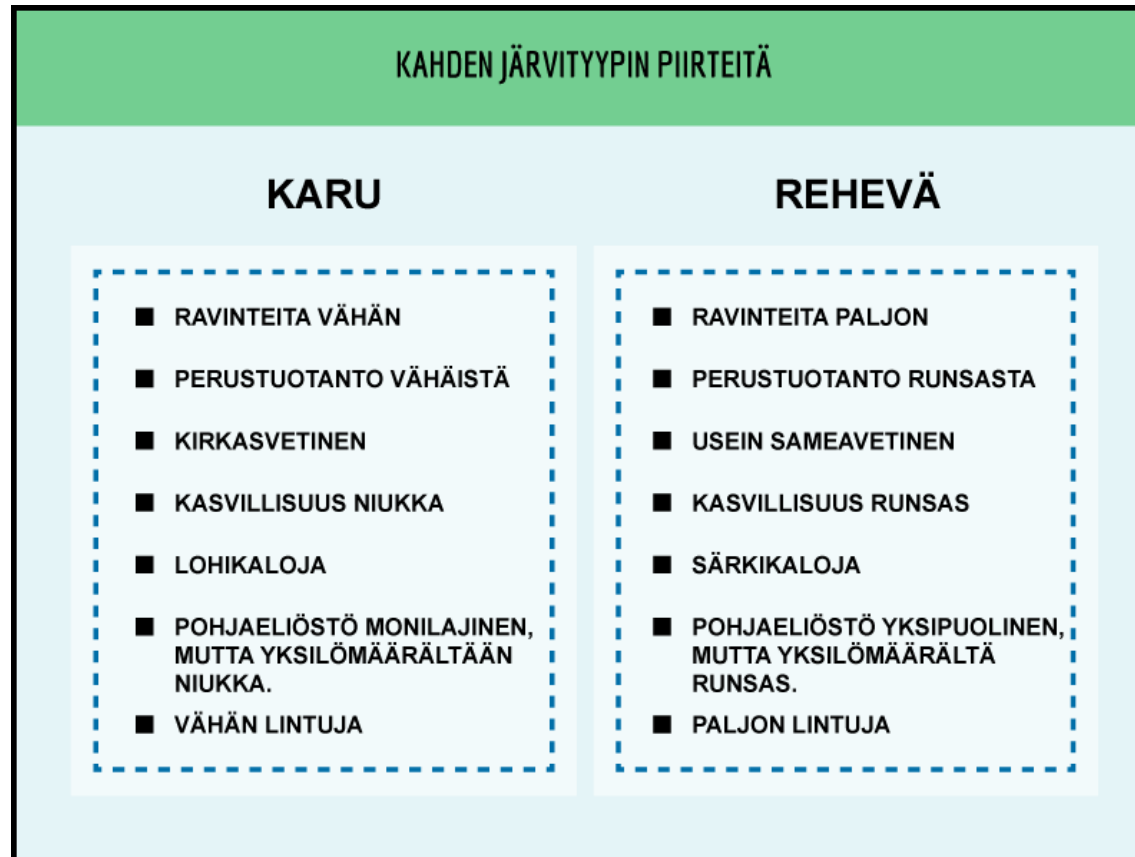 KAHDEN JÄRVITYYPIN PIIRTEITÄ
KARU
■ RAVINTEITA VÄHÄN
■ PERUSTUOTANTO VÄHÄISTÄ
■ KIRKASVETINEN
■ KASVILLISUUS NIUKKA
■ LOHIKALOJA
■ POHJAELIÖSTÖ MONILAJINEN,
MUTTA YKSILÖMÄÄRÄLTÄÄN
NIUKKA.
■ VÄHÄN LINTUJA
REHEVÄ
■ RAVINTEITA PALJON
■ PERUSTUOTANTO RUNSASTA
■ USEIN SAMEAVETINEN
■ KASVILLISUUS RUNSAS
■ SÄRKIKALOJA
■ POHJAELIÖSTÖ YKSIPUOLINEN,
MUTTA YKSILÖMÄÄRÄLTÄ
RUNSAS.
■ PALJON LINTUJA